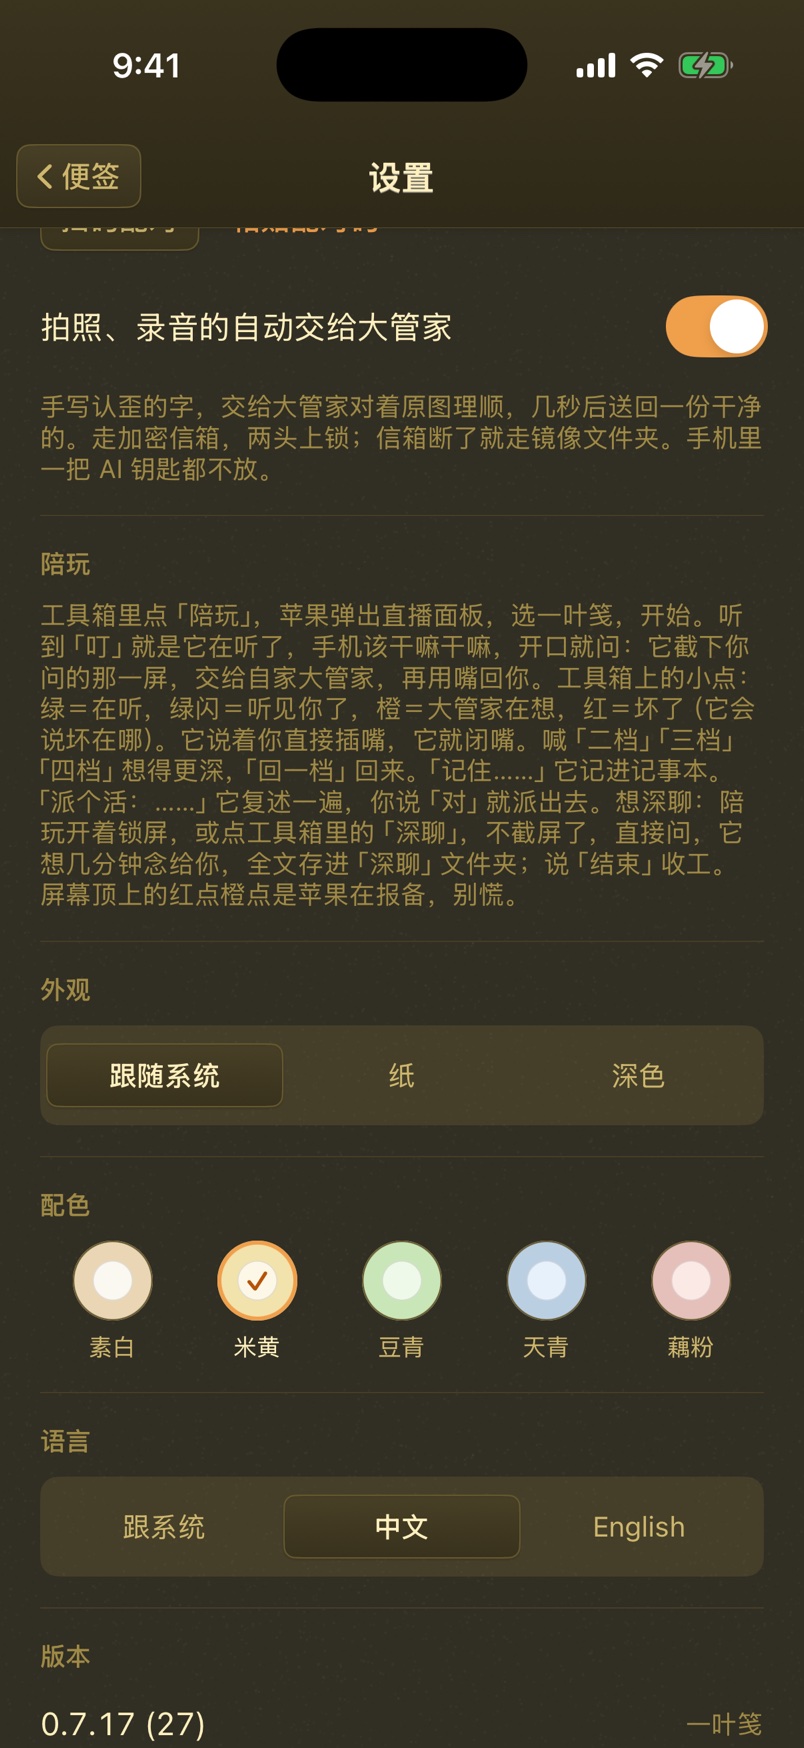 9:41
便签
设置
拍照、录音的自动交给大管家
手写认歪的字，交给大管家对着原图理顺，几秒后送回一份干净
的。走加密信箱，两头上锁；信箱断了就走镜像文件夹。手机里
一把 AI 钥匙都不放。
陪玩
工具箱里点「陪玩」，苹果弹出直播面板，选一叶笺，开始。听
到「叮」就是它在听了，手机该干嘛干嘛，开口就问：它截下你
问的那一屏，交给自家大管家，再用嘴回你。工具箱上的小点：
绿＝在听，绿闪＝听见你了，橙＝大管家在想，红＝坏了（它会
说坏在哪）。它说着你直接插嘴，它就闭嘴。喊「二档」「三档」
「四档」想得更深，「回一档」回来。「记住……」它记进记事本。
「派个活：……」它复述一遍，你说「对」就派出去。想深聊：陪
玩开着锁屏，或点工具箱里的「深聊」，不截屏了，直接问，它
想几分钟念给你，全文存进「深聊」文件夹；说「结束」收工。
屏幕顶上的红点橙点是苹果在报备，别慌。
外观
跟随系统 纸 深色
配色
素白 米黄 豆青 天青 藕粉
语言
跟系统 中文 English
版本
0.7.17 (27) 一叶笺